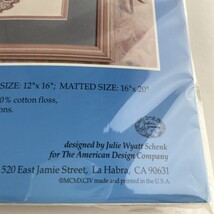 SIZE: 12"x 16"; MATTED SIZE: 16"x 20"
0% cotton floss,
ons.
designed by Julie Wyatt Schenk
for The American Design Company
520 East Jamie Street, La Habra, CA 90631
©MCMXCIV made and printed in the U.S.A.